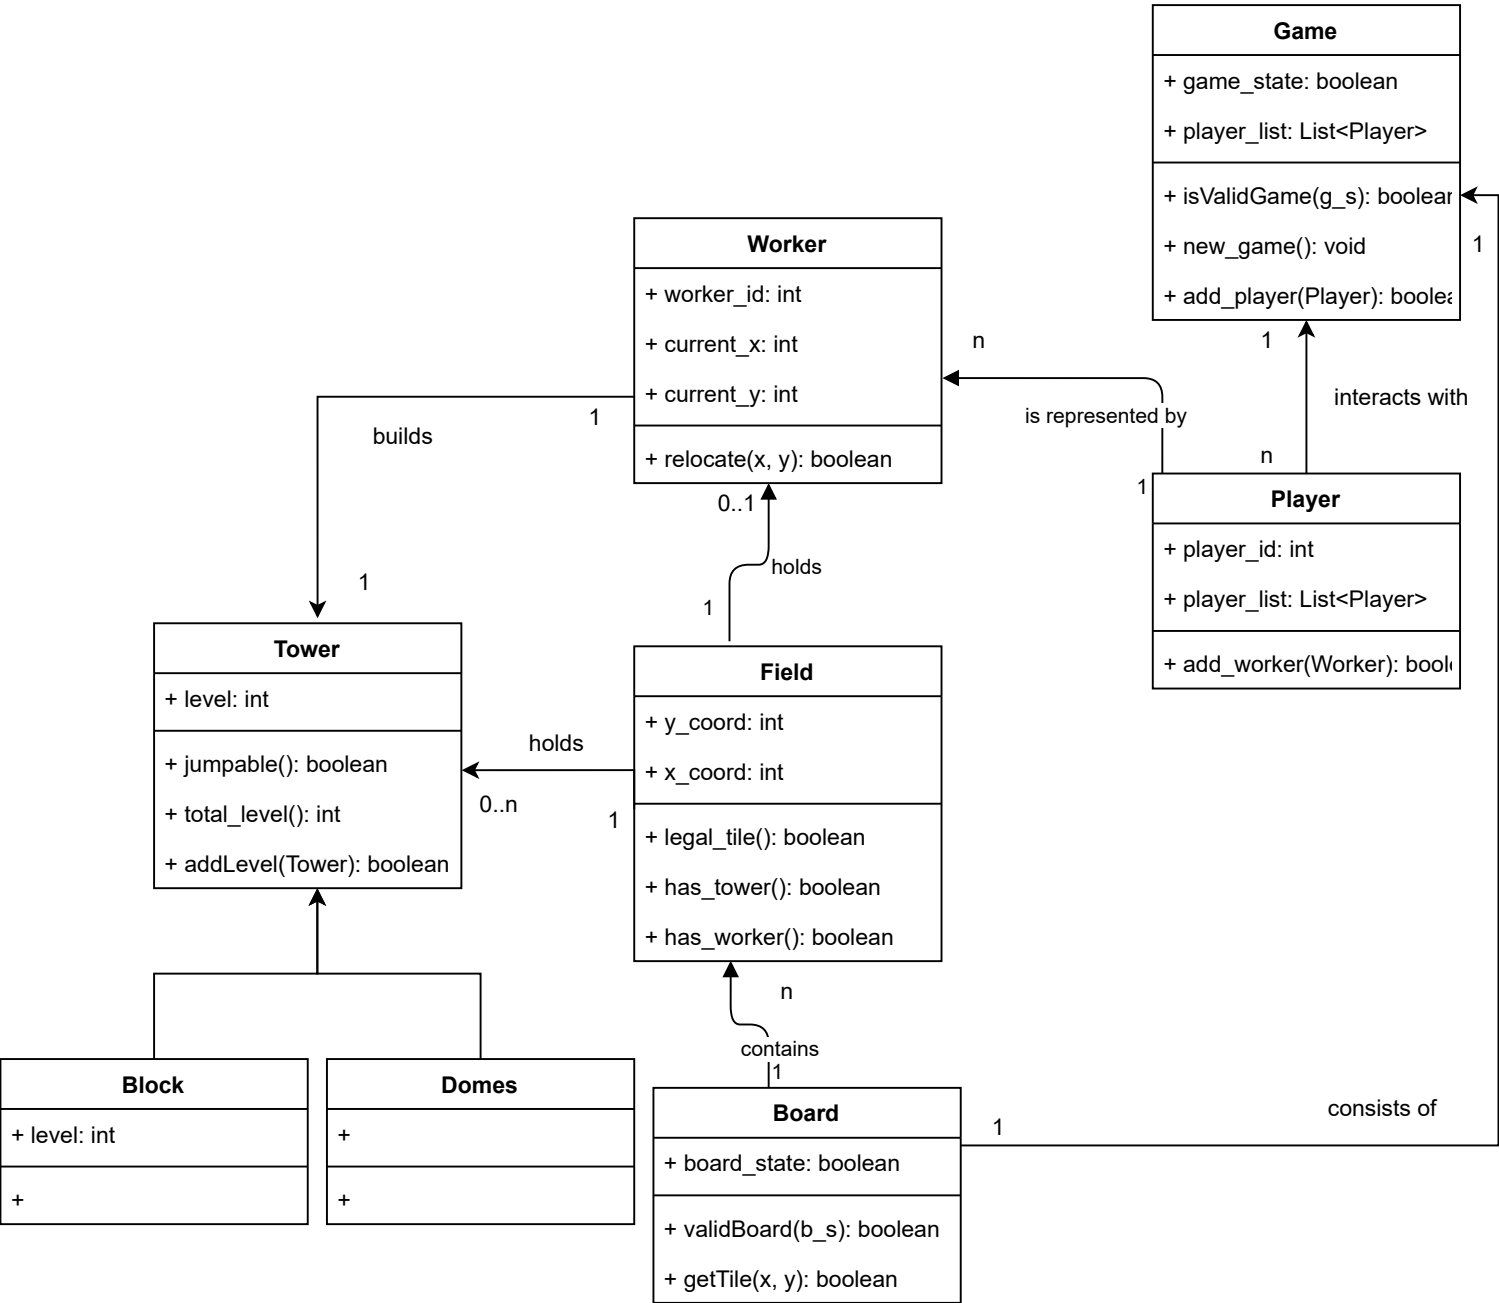 Game
+ game_state: boolean
+ player_list: List<Player>
+ isValidGame(g_s): boolean
+ new_game(): void
+ add_player(Player): boolea
1
1
interacts with
n
Worker
+ worker_id: int
+ current_x: int
+ current_y: int
+ relocate(x, y): boolean
n
is represented by
1
Player
+ player_id: int
+ player_list: List<Player>
+ add_worker(Worker): bool
builds
1
1
0..1
holds
1
Tower
+ level: int
+ jumpable(): boolean
+ total_level(): int
+ addLevel(Tower): boolean
holds
0..n
1
Field
+ y_coord: int
+ x_coord: int
+ legal_tile(): boolean
+ has_tower(): boolean
+ has_worker(): boolean
n
contains
1
Block
+ level: int
+
Domes
+
+
Board
+ board_state: boolean
+ validBoard(b_s): boolean
+ getTile(x, y): boolean
1
consists of